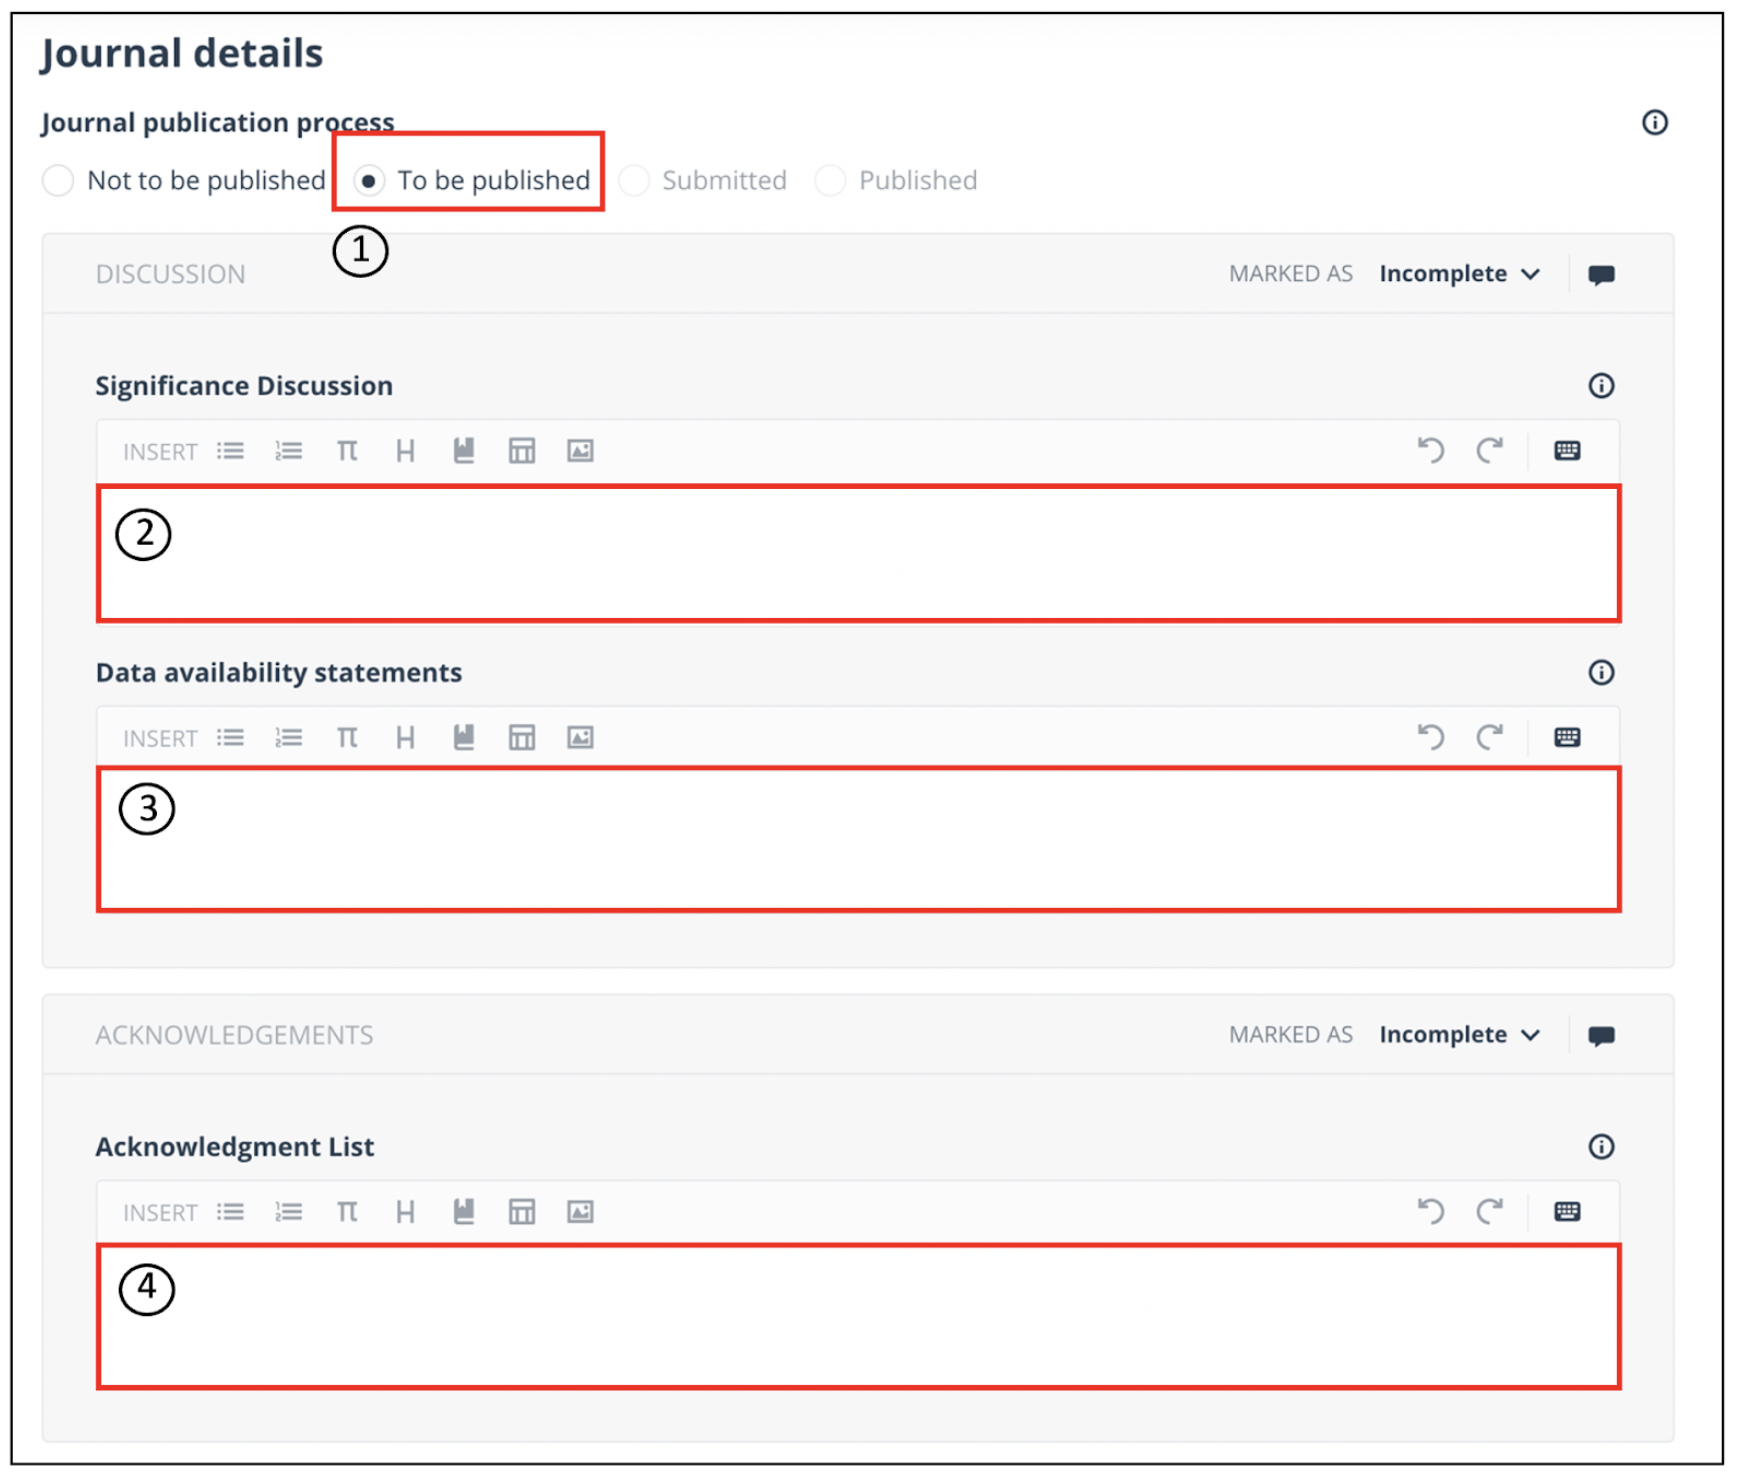 Journal details
Journal publication process
Not to be published To be published Submitted Published
1
DISCUSSION MARKED AS Incomplete
Significance Discussion
INSERT H
2
Data availability statements
INSERT H
3
ACKNOWLEDGEMENTS MARKED AS Incomplete
Acknowledgment List
INSERT H
4